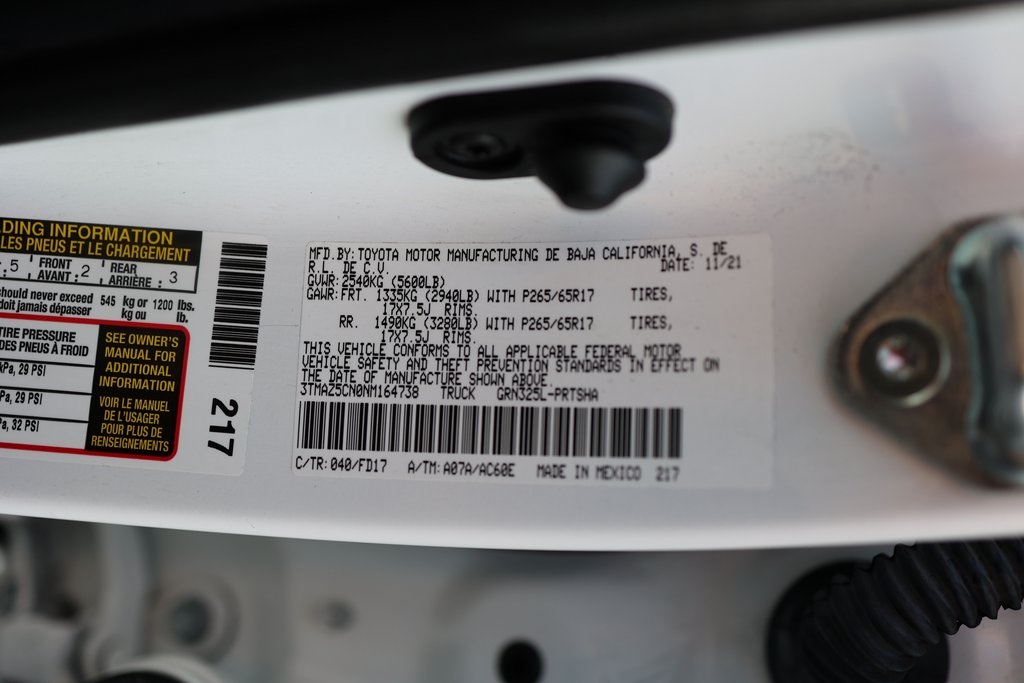 DING INFORMATION
LES PNEUS ET LE CHARGEMENT
5 FRONT AVANT : 2 REAR ARRIÈRE : 3
should never exceed 545 kg or 1200 lbs.
doit jamais dépasser kg ou lb.
TIRE PRESSURE
DES PNEUS À FROID
kPa, 29 PSI
Pa, 29 PSI
Pa, 32 PSI
SEE OWNER'S
MANUAL FOR
ADDITIONAL
INFORMATION
VOIR LE MANUEL
DE L'USAGER
POUR PLUS DE
RENSEIGNEMENTS
217
MFD.BY: TOYOTA MOTOR MANUFACTURING DE BAJA CALIFORNIA, S. DE
R.L. DE C.V. DATE: 11/21
GVWR: 2540KG (5600LB)
GAWR: FRT. 1335KG (2940LB) WITH P265/65R17 TIRES,
17X7.5J RIMS.
RR. 1490KG (3280LB) WITH P265/65R17 TIRES,
17X7.5J RIMS.
THIS VEHICLE CONFORMS TO ALL APPLICABLE FEDERAL MOTOR
VEHICLE SAFETY AND THEFT PREVENTION STANDARDS IN EFFECT ON
THE DATE OF MANUFACTURE SHOWN ABOVE.
3TMAZ5CN0NM164738 TRUCK GRN325L-PRTSHA
C/TR: 040/FD17 A/TM: A07A/AC60E MADE IN MEXICO 217